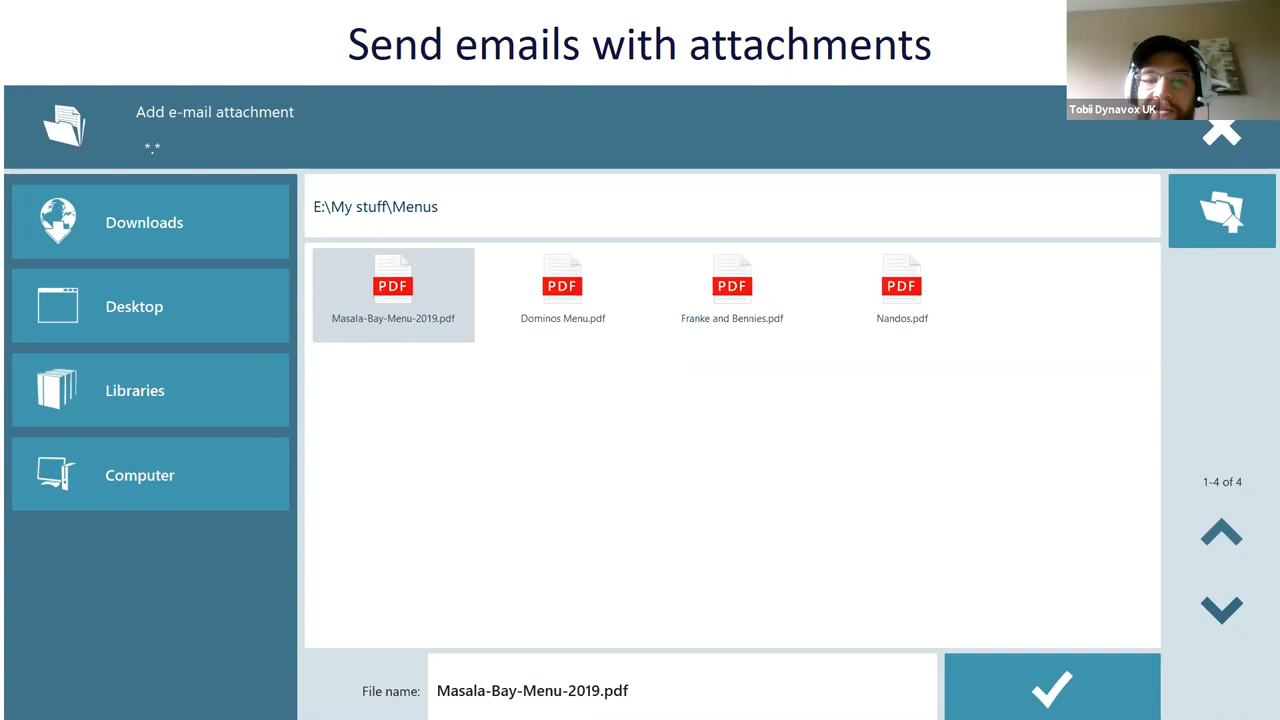 Send emails with attachments
Tobii Dynavox UK
Add e-mail attachment
*.*
Downloads
Desktop
Libraries
Computer
E:\My stuff\Menus
PDF
Masala-Bay-Menu-2019.pdf
PDF
Dominos Menu.pdf
PDF
Franke and Bennies.pdf
PDF
Nandos.pdf
1-4 of 4
File name: Masala-Bay-Menu-2019.pdf